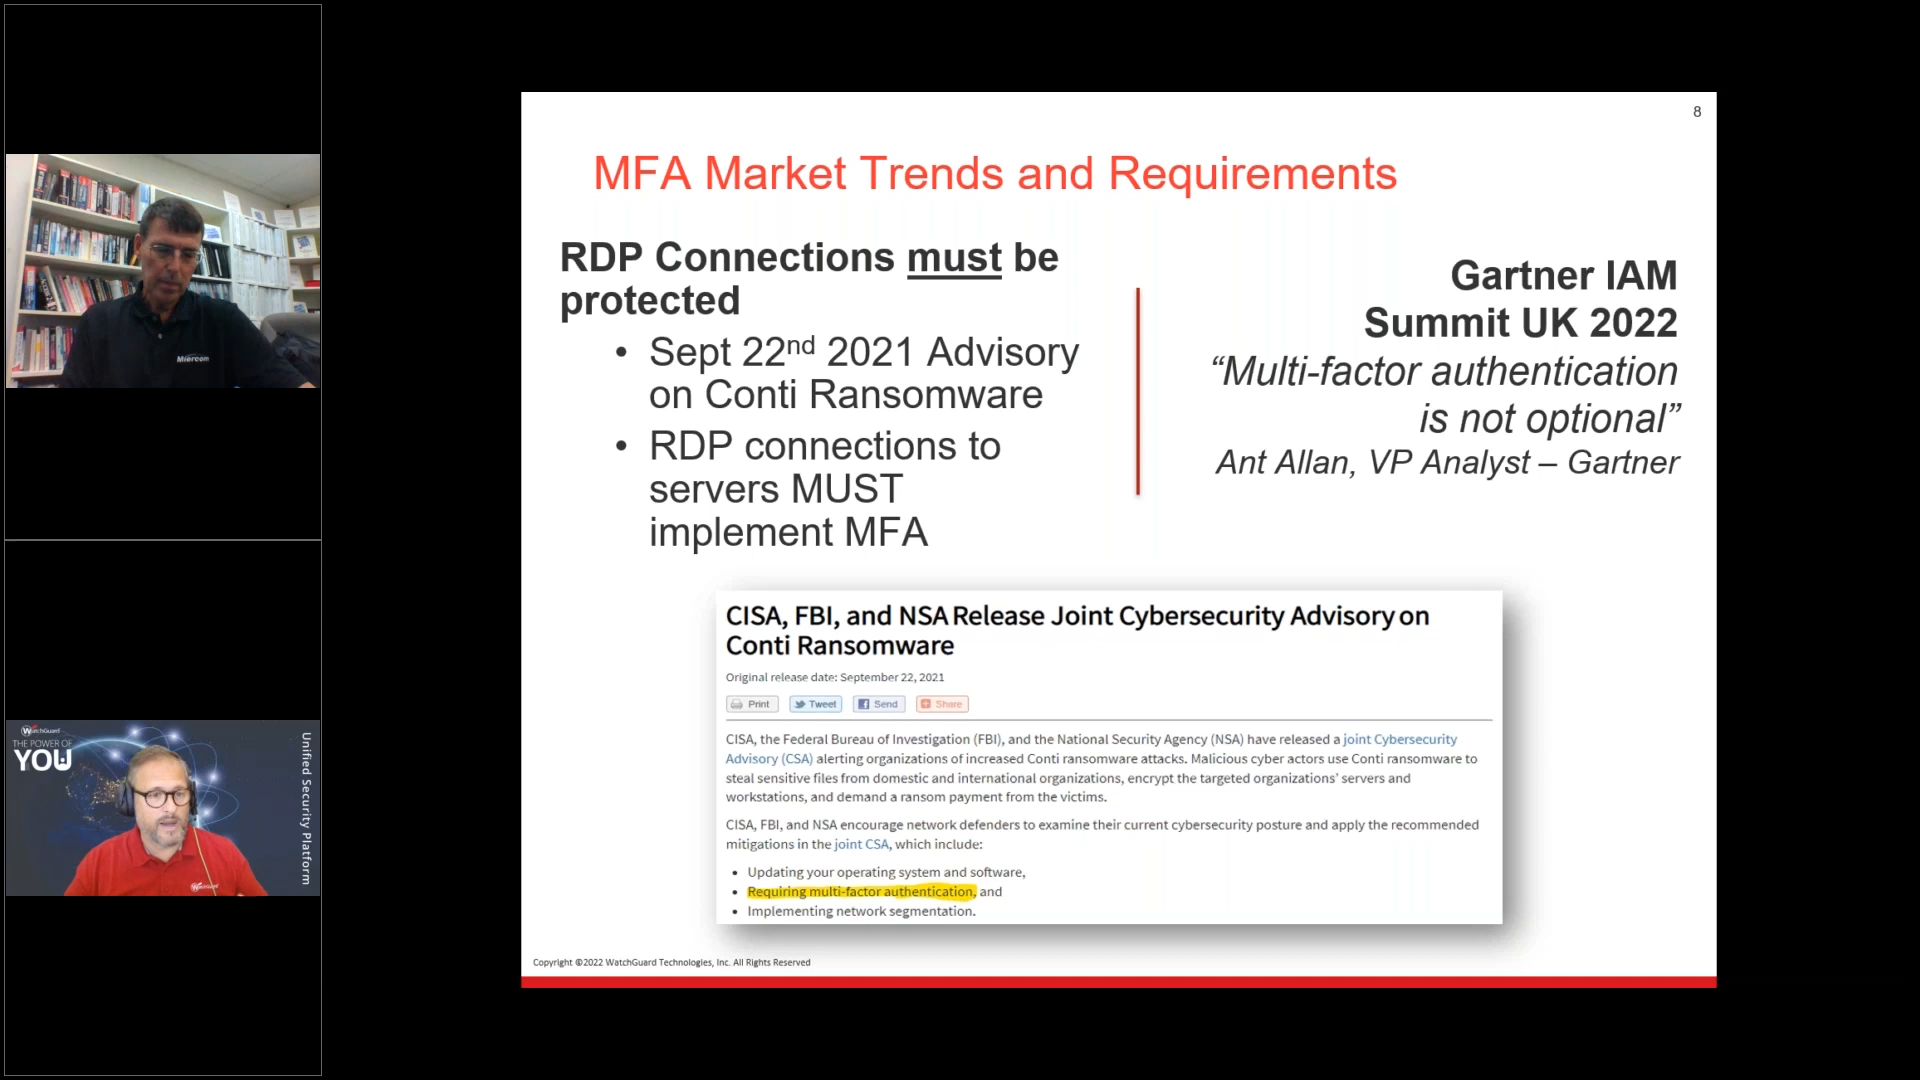 Miercom
WatchGuard
THE POWER OF
YOU
Unified Security Platform
8
MFA Market Trends and Requirements
RDP Connections must be
protected
• Sept 22nd 2021 Advisory
on Conti Ransomware
• RDP connections to
servers MUST
implement MFA
Gartner IAM
Summit UK 2022
“Multi-factor authentication
is not optional”
Ant Allan, VP Analyst – Gartner
CISA, FBI, and NSA Release Joint Cybersecurity Advisory on
Conti Ransomware
Original release date: September 22, 2021
Print Tweet Send Share
CISA, the Federal Bureau of Investigation (FBI), and the National Security Agency (NSA) have released a joint Cybersecurity
Advisory (CSA) alerting organizations of increased Conti ransomware attacks. Malicious cyber actors use Conti ransomware to
steal sensitive files from domestic and international organizations, encrypt the targeted organizations’ servers and
workstations, and demand a ransom payment from the victims.
CISA, FBI, and NSA encourage network defenders to examine their current cybersecurity posture and apply the recommended
mitigations in the joint CSA, which include:
• Updating your operating system and software,
• Requiring multi-factor authentication, and
• Implementing network segmentation.
Copyright ©2022 WatchGuard Technologies, Inc. All Rights Reserved